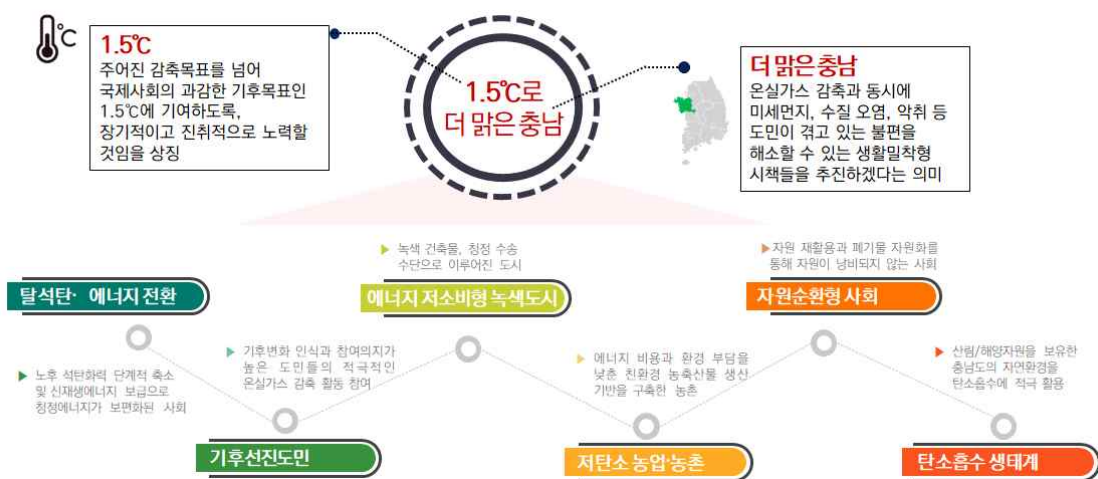 ℃
1.5℃
주어진 감축목표를 넘어
국제사회의 과감한 기후목표인
1.5℃에 기여하도록,
장기적이고 진취적으로 노력할
것임을 상징
1.5℃로
더 맑은 충남
더 맑은 충남
온실가스 감축과 동시에
미세먼지, 수질 오염, 악취 등
도민이 겪고 있는 불편을
해소할 수 있는 생활밀착형
시책들을 추진하겠다는 의미
▶ 녹색 건축물, 청정 수송
수단으로 이루어진 도시
▶자원 재활용과 폐기물 자원화를
통해 자원이 낭비되지 않는 사회
탈석탄· 에너지 전환
에너지 저소비형 녹색도시
자원순환형 사회
▶ 노후 석탄화력 단계적 축소
및 신재생에너지 보급으로
청정에너지가 보편화된 사회
▶ 기후변화 인식과 참여의지가
높은 도민들의 적극적인
온실가스 감축 활동 참여
▶ 에너지 비용과 환경 부담을
낮춘 친환경 농축산물 생산
기반을 구축한 농촌
▶ 산림/해양자원을 보유한
충남도의 자연환경을
탄소흡수에 적극 활용
기후선진도민
저탄소 농업·농촌
탄소흡수 생태계